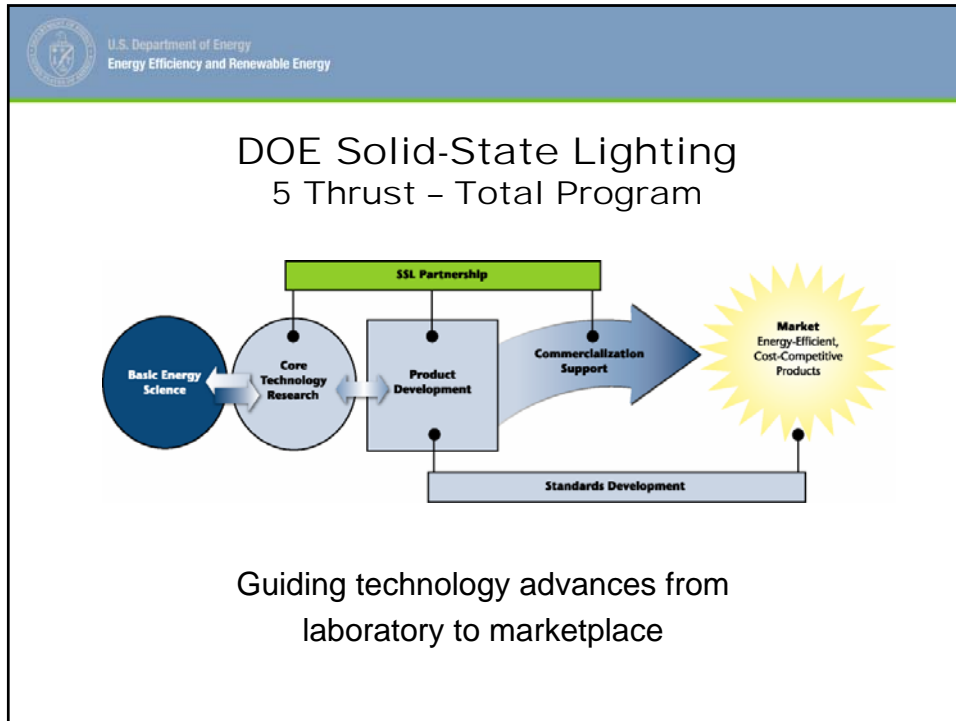 U.S. Department of Energy
Energy Efficiency and Renewable Energy
DOE Solid-State Lighting
5 Thrust – Total Program
SSL Partnership
Basic Energy
Science
Core
Technology
Research
Product
Development
Commercialization
Support
Market
Energy-Efficient,
Cost-Competitive
Products
Standards Development
Guiding technology advances from
laboratory to marketplace